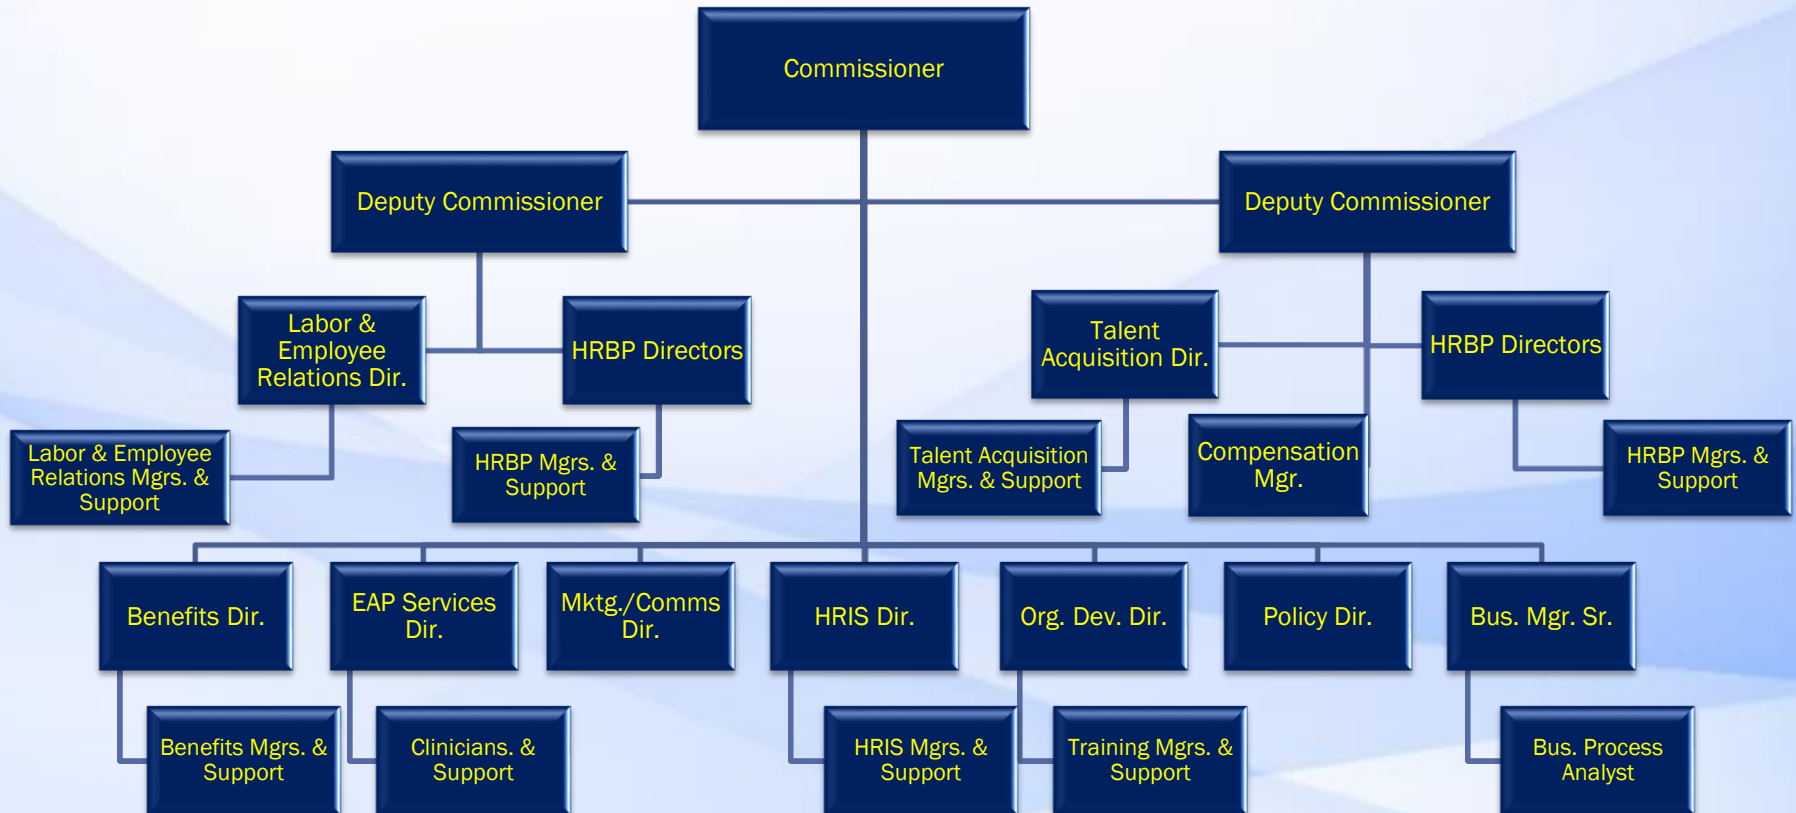 Commissioner
Deputy Commissioner
Deputy Commissioner
Labor &
Employee
Relations Dir.
HRBP Directors
Talent
Acquisition Dir.
HRBP Directors
Labor & Employee
Relations Mgrs. &
Support
HRBP Mgrs. &
Support
Talent Acquisition
Mgrs. & Support
Compensation
Mgr.
HRBP Mgrs. &
Support
Benefits Dir.
EAP Services
Dir.
Mktg./Comms
Dir.
HRIS Dir.
Org. Dev. Dir.
Policy Dir.
Bus. Mgr. Sr.
Benefits Mgrs. &
Support
Clinicians. &
Support
HRIS Mgrs. &
Support
Training Mgrs. &
Support
Bus. Process
Analyst